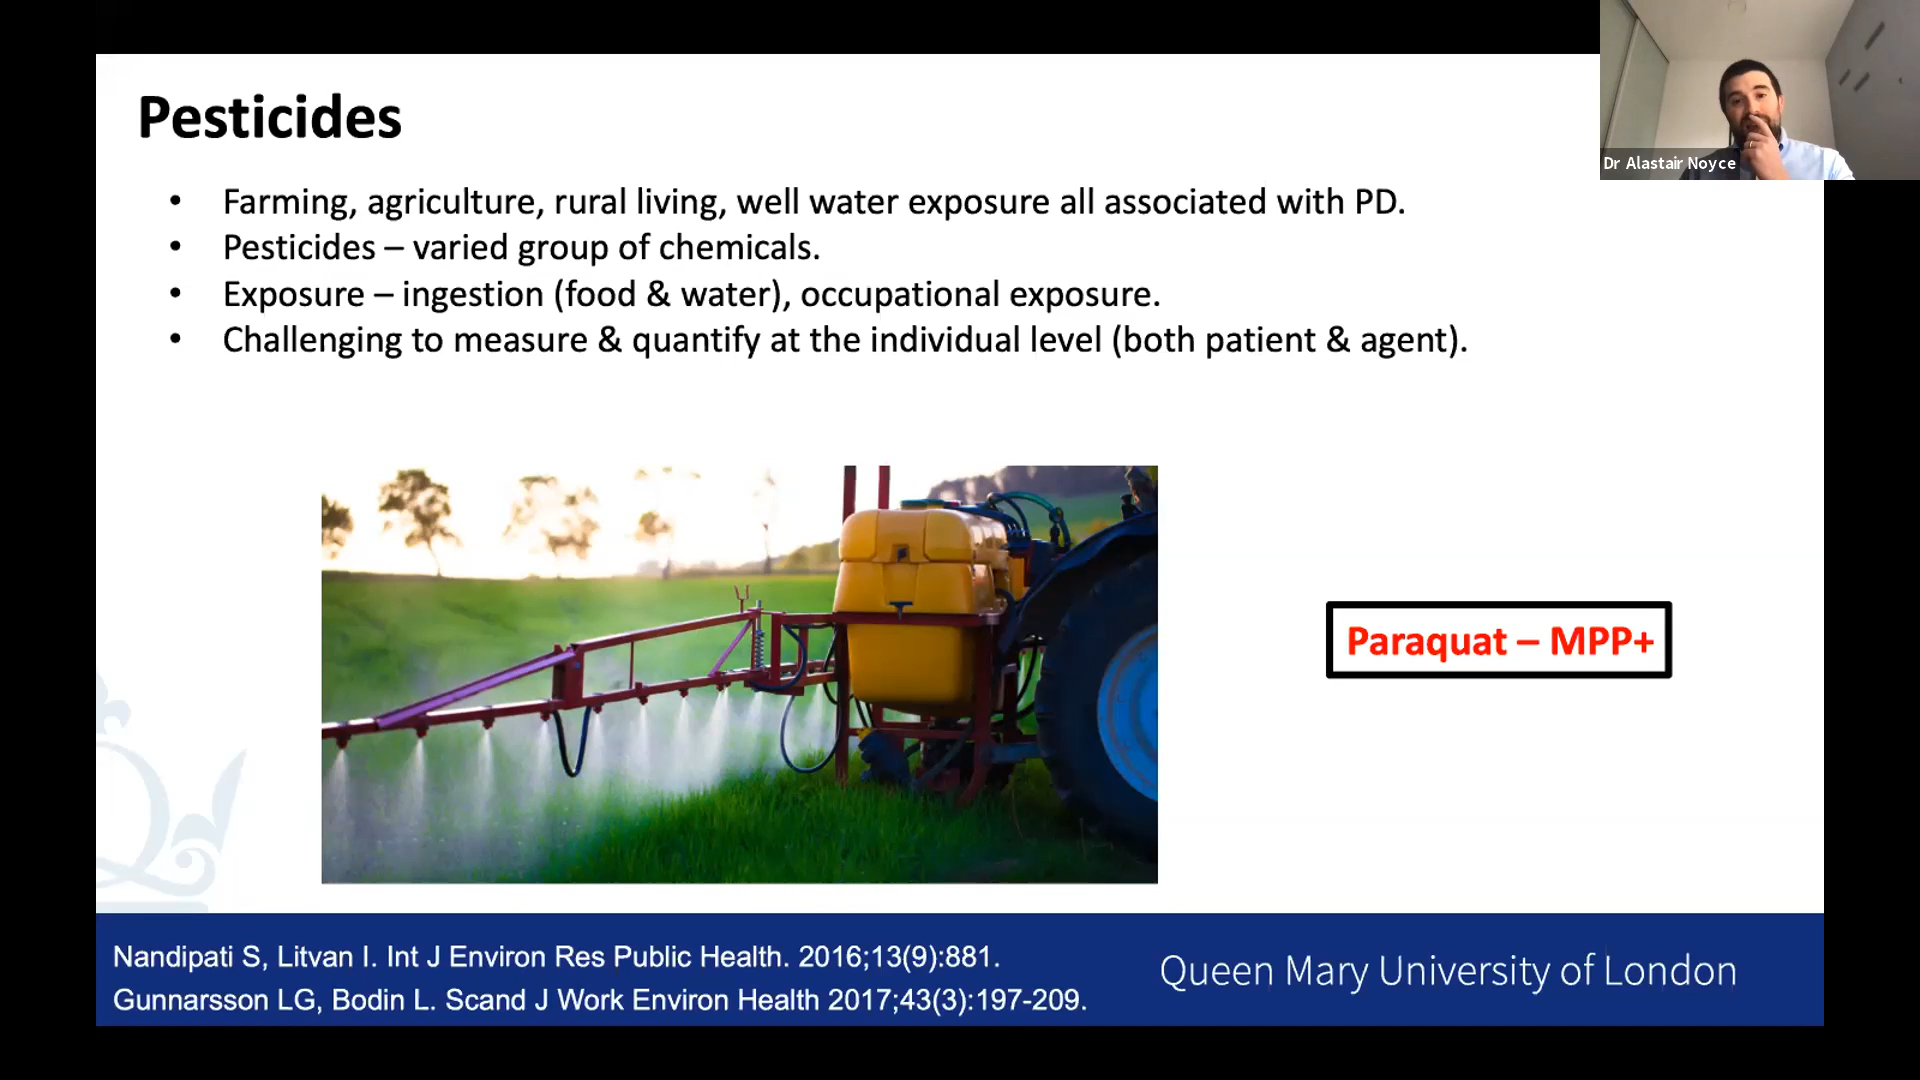 Pesticides
Dr Alastair Noyce
• Farming, agriculture, rural living, well water exposure all associated with PD.
• Pesticides – varied group of chemicals.
• Exposure – ingestion (food & water), occupational exposure.
• Challenging to measure & quantify at the individual level (both patient & agent).
Paraquat – MPP+
Nandipati S, Litvan I. Int J Environ Res Public Health. 2016;13(9):881.
Gunnarsson LG, Bodin L. Scand J Work Environ Health 2017;43(3):197-209.
Queen Mary University of London